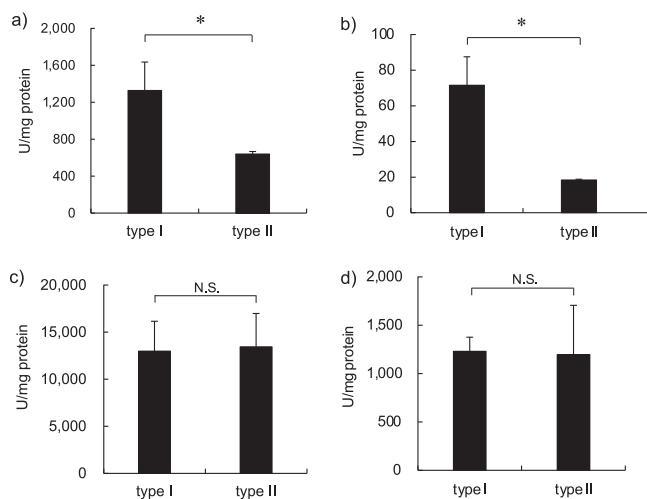 a)
*
U/mg protein
2,000
1,600
1,200
800
400
0
type I
type II
b)
*
U/mg protein
100
80
60
40
20
0
type I
type II
c)
N.S.
U/mg protein
20,000
15,000
10,000
5,000
0
type I
type II
d)
N.S.
U/mg protein
2,000
1,500
1,000
500
0
type I
type II